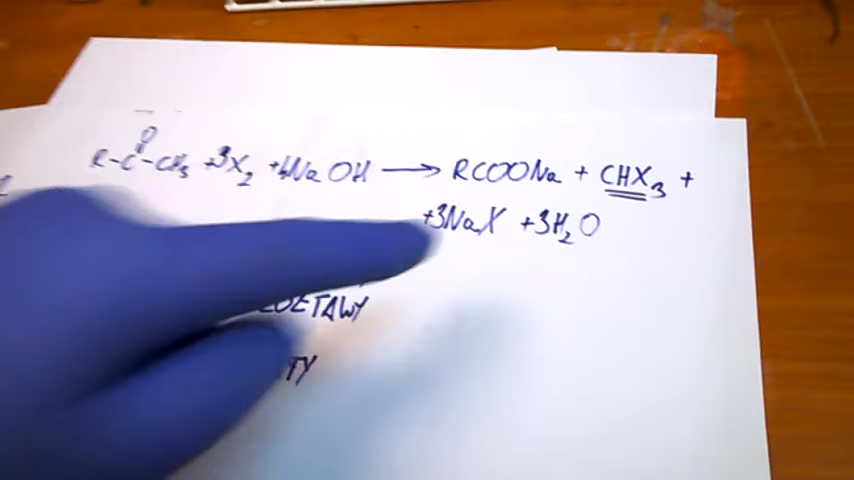 O
R-C-CH₃ +3X₂ +4NaOH → RCOONa + CHX₃ +
+3NaX +3H₂O